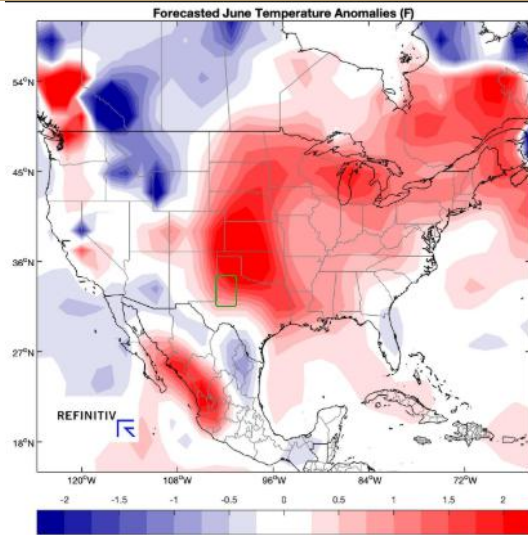 Forecasted June Temperature Anomalies (F)
54°N
45°N
36°N
27°N
18°N
REFINITIV
120°W 108°W 96°W 84°W 72°W
-2 -1.5 -1 -0.5 0 0.5 1 1.5 2